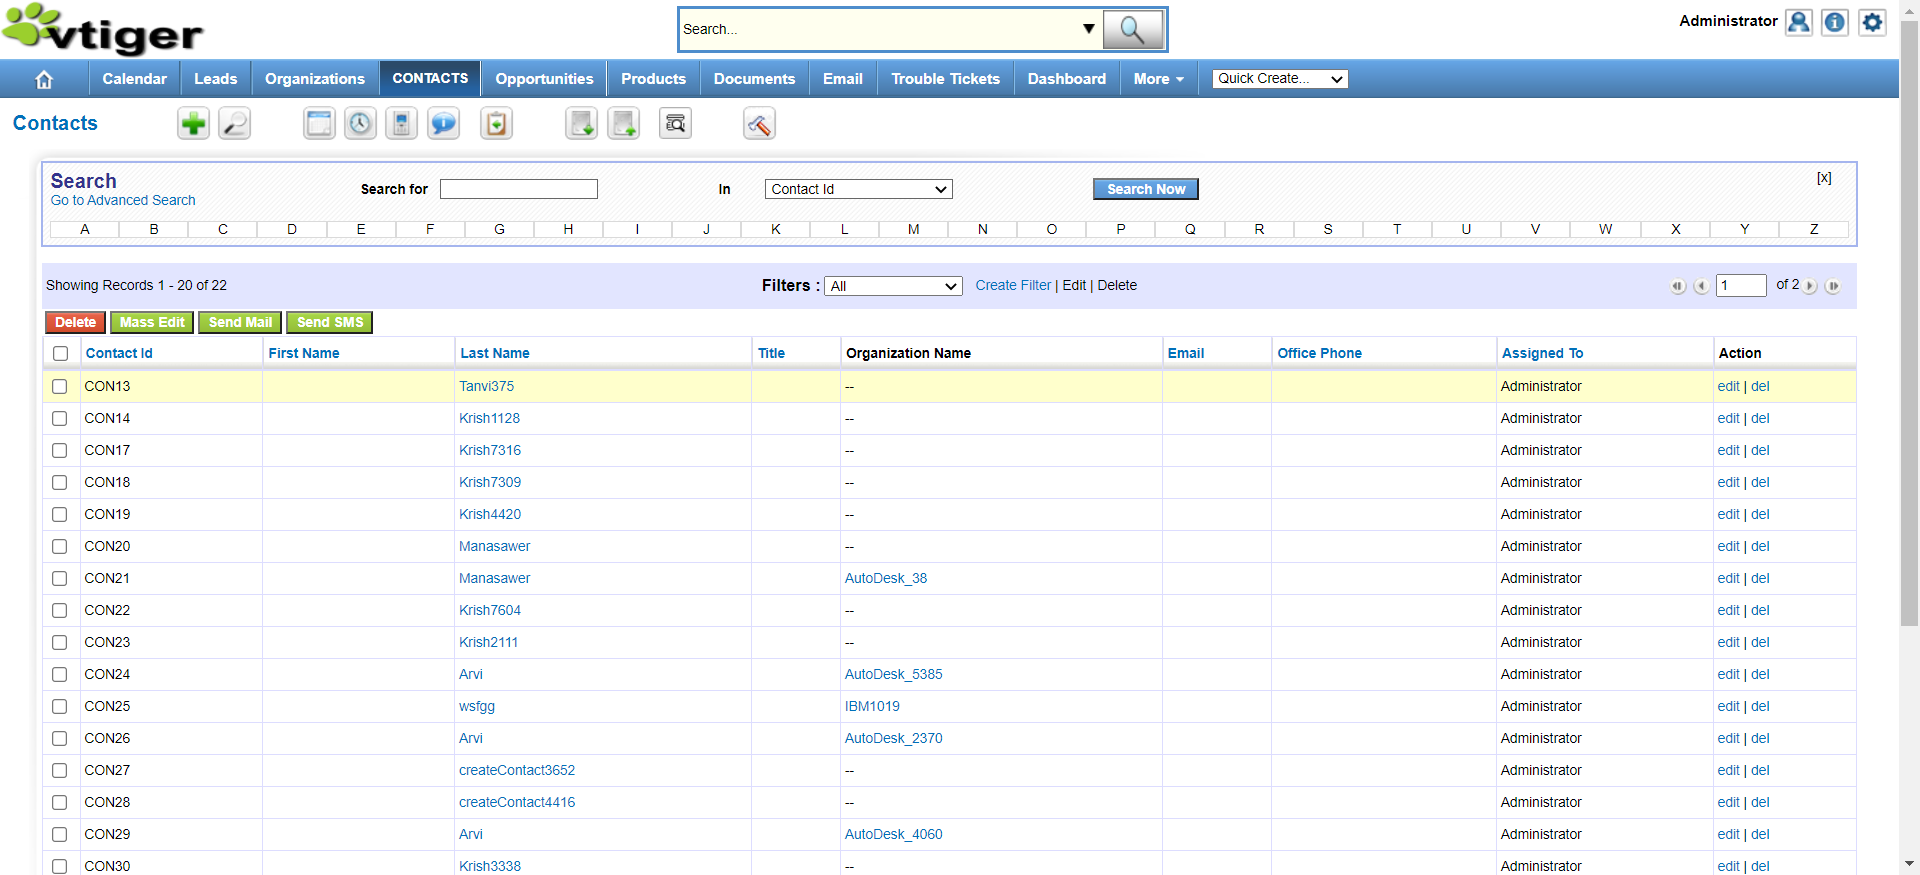 vtiger
Search...
Administrator
Calendar Leads Organizations CONTACTS Opportunities Products Documents Email Trouble Tickets Dashboard More Quick Create...
Contacts
Search
Go to Advanced Search
Search for In Contact Id Search Now [x]
A B C D E F G H I J K L M N O P Q R S T U V W X Y Z
Showing Records 1 - 20 of 22 Filters : All Create Filter | Edit | Delete 1 of 2
Delete Mass Edit Send Mail Send SMS
Contact Id First Name Last Name Title Organization Name Email Office Phone Assigned To Action
CON13 Tanvi375 -- Administrator edit | del
CON14 Krish1128 -- Administrator edit | del
CON17 Krish7316 -- Administrator edit | del
CON18 Krish7309 -- Administrator edit | del
CON19 Krish4420 -- Administrator edit | del
CON20 Manasawer -- Administrator edit | del
CON21 Manasawer AutoDesk_38 Administrator edit | del
CON22 Krish7604 -- Administrator edit | del
CON23 Krish2111 -- Administrator edit | del
CON24 Arvi AutoDesk_5385 Administrator edit | del
CON25 wsfgg IBM1019 Administrator edit | del
CON26 Arvi AutoDesk_2370 Administrator edit | del
CON27 createContact3652 -- Administrator edit | del
CON28 createContact4416 -- Administrator edit | del
CON29 Arvi AutoDesk_4060 Administrator edit | del
CON30 Krish3338 -- Administrator edit | del